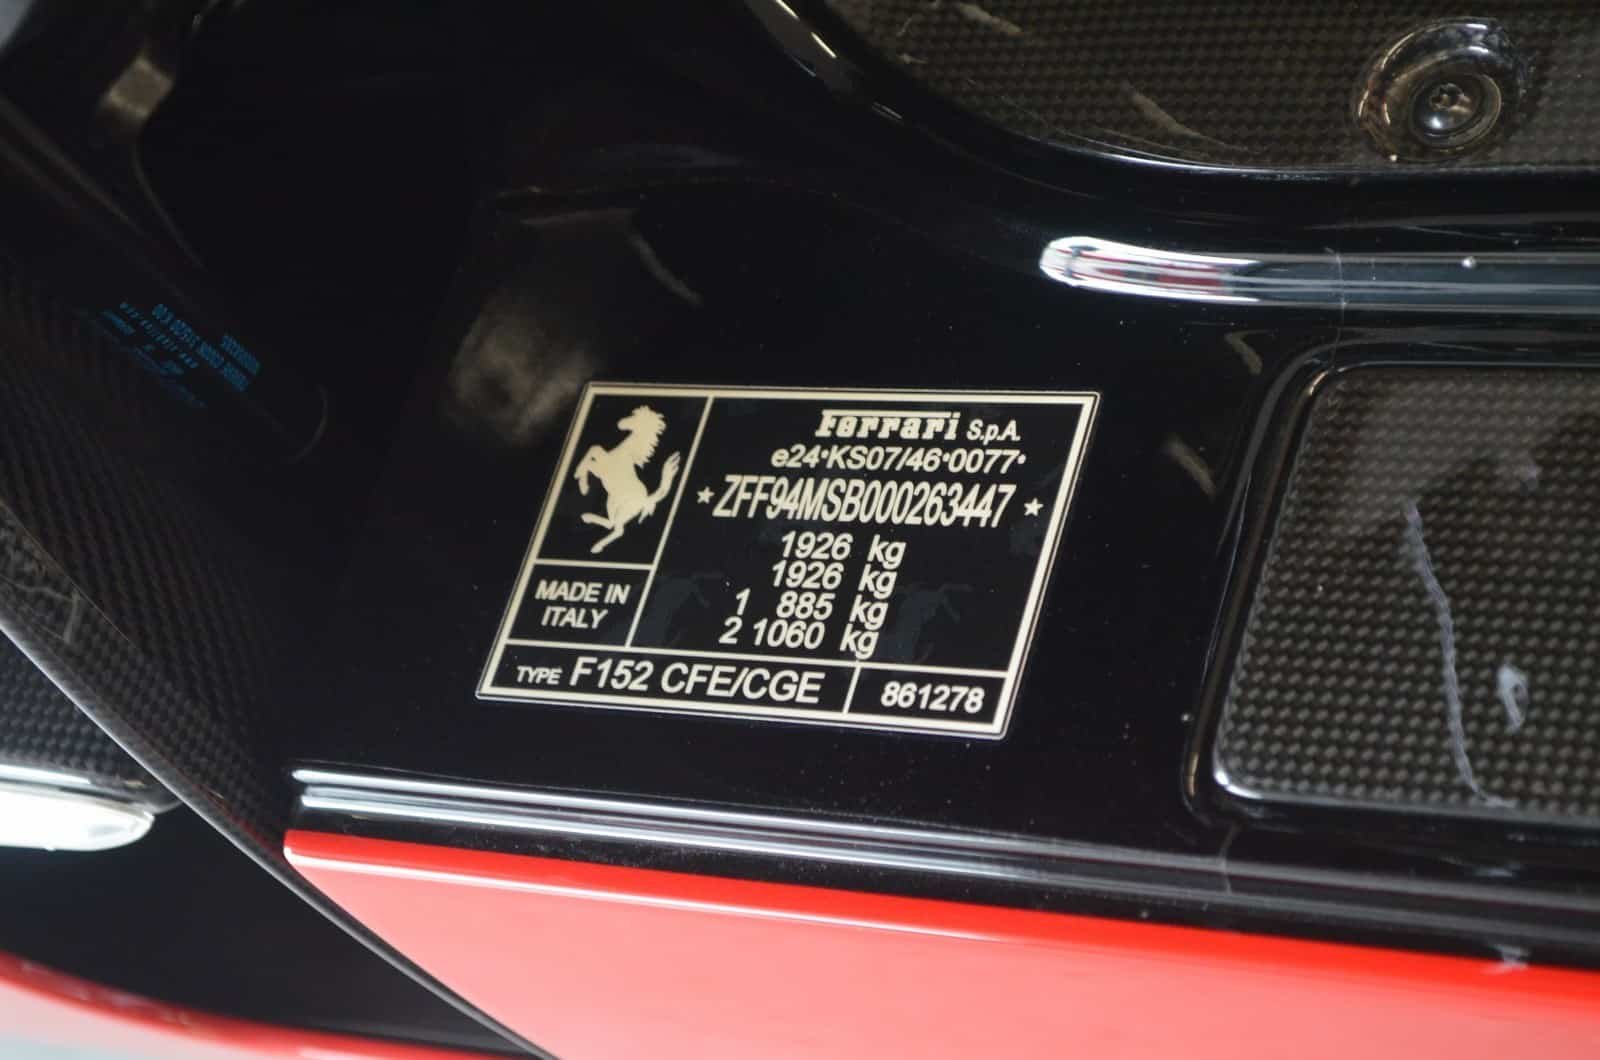 Ferrari S.p.A.
e24*KS07/46*0077*
★ ZFF94MSB000263447 ★
1926 kg
1926 kg
1 885 kg
2 1060 kg
MADE IN
ITALY
TYPE F152 CFE/CGE
861278